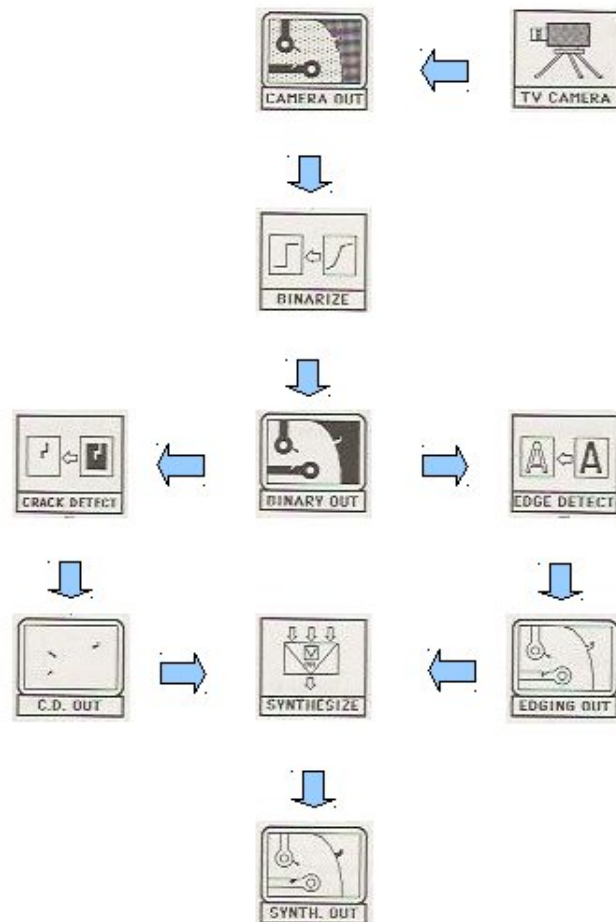 CAMERA OUT
TV CAMERA
BINARIZE
CRACK DETECT
BINARY OUT
EDGE DETECT
A A
C.D. OUT
SYNTHESIZE
EDGING OUT
SYNTH. OUT